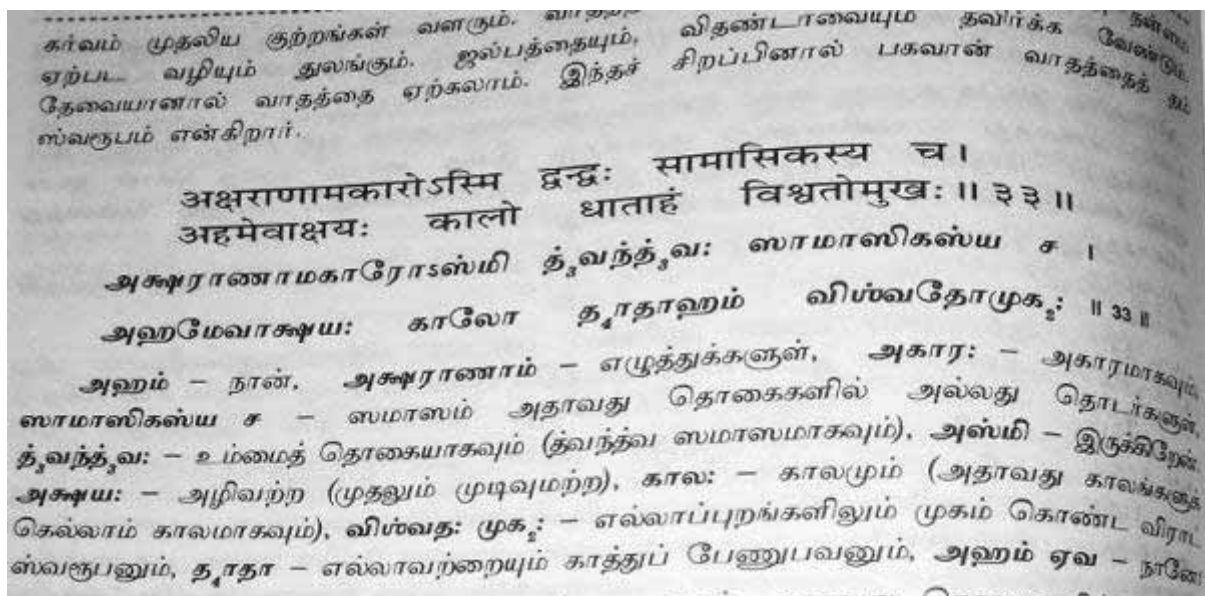 கர்வம் முதலிய குற்றங்கள் வளரும்.
ஏற்பட வழியும் துலங்கும். ஜல்பத்தையும், விதண்டாவையும் தவிர்க்க வேண்டும்.
தேவையானால் வாதத்தை ஏற்கலாம். இந்தச் சிறப்பினால் பகவான் வாதத்தைத் தம்
ஸ்வரூபம் என்கிறார்.
अक्षराणामकारोऽस्मि द्वन्द्वः सामासिकस्य च।
अहमेवाक्षयः कालो धाताहं विश्वतोमुखः॥ ३३॥
அக்ஷராணாமகாரோऽஸ்மி த்₃வந்த்₃வ: ஸாமாஸிகஸ்ய ச ।
அஹமேவாக்ஷய: காலோ த₄ாதாஹம் விஶ்வதோமுக₂: ॥ 33 ॥
அஹம் – நான், அக்ஷராணாம் – எழுத்துக்களுள், அகார: – அகாரமாகவும்,
ஸாமாஸிகஸ்ய ச – ஸமாஸம் அதாவது தொகைகளில் அல்லது தொடர்களுள்,
த்₃வந்த்₃வ: – உம்மைத் தொகையாகவும் (த்வந்த்வ ஸமாஸமாகவும்), அஸ்மி – இருக்கிறேன்.
அக்ஷய: – அழிவற்ற (முதலும் முடிவுமற்ற), கால: – காலமும் (அதாவது காலங்களுக்
கெல்லாம் காலமாகவும்), விஶ்வத: முக₂: – எல்லாப்புறங்களிலும் முகம் கொண்ட விராட்
ஸ்வரூபனும், த₄ாதா – எல்லாவற்றையும் காத்துப் பேணுபவனும், அஹம் ஏவ – நானே